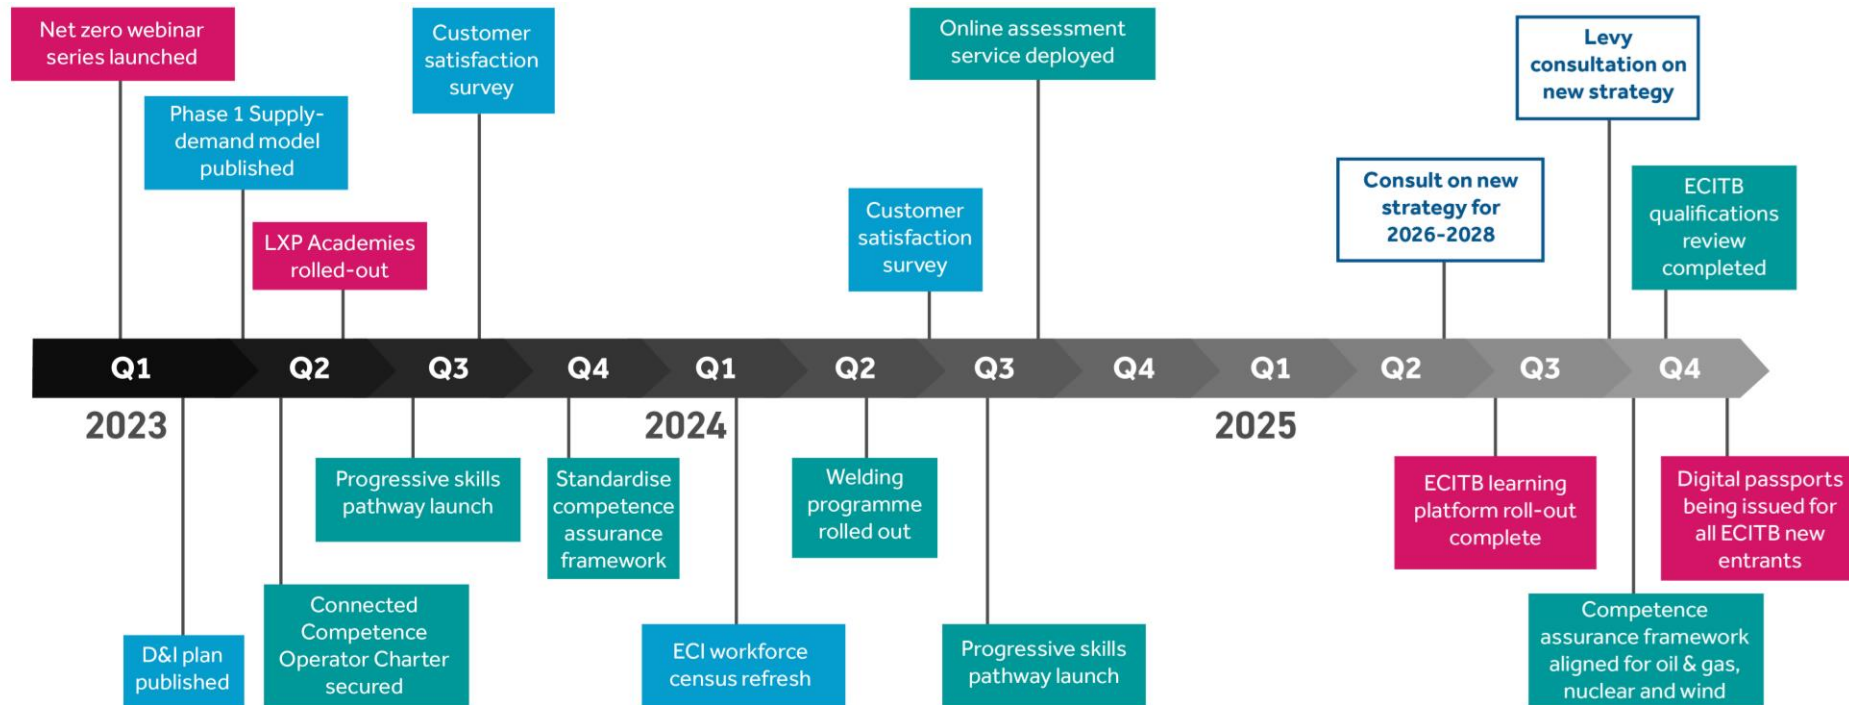 Net zero webinar
series launched
Phase 1 Supply-
demand model
published
LXP Academies
rolled-out
Customer
satisfaction
survey
Customer
satisfaction
survey
Online assessment
service deployed
Consult on new
strategy for
2026-2028
Levy
consultation on
new strategy
ECITB
qualifications
review
completed
Q1 Q2 Q3 Q4 Q1 Q2 Q3 Q4 Q1 Q2 Q3 Q4
2023 2024 2025
D&I plan
published
Connected
Competence
Operator Charter
secured
Progressive skills
pathway launch
Standardise
competence
assurance
framework
ECI workforce
census refresh
Welding
programme
rolled out
Progressive skills
pathway launch
ECITB learning
platform roll-out
complete
Competence
assurance framework
aligned for oil & gas,
nuclear and wind
Digital passports
being issued for
all ECITB new
entrants